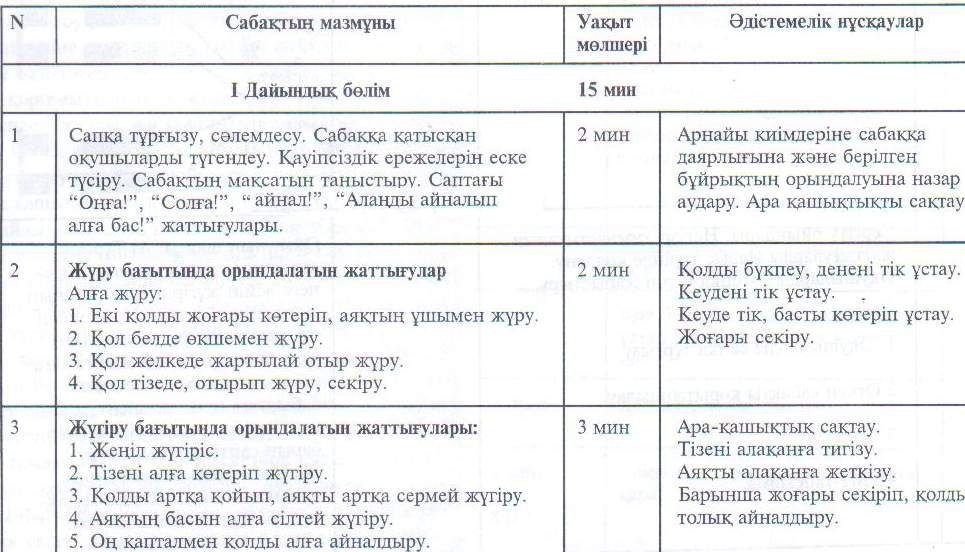 N Сабақтың мазмұны Уақыт мөлшері Әдістемелік нұсқаулар
I Дайындық бөлім 15 мин
1 Сапқа тұрғызу, сәлемдесу. Сабаққа қатысқан 2 мин Арнайы киімдеріне сабаққа
оқушыларды түгендеу. Қауіпсіздік ережелерін еске даярлығына және берілген
түсіру. Сабақтың мақсатын таныстыру. Саптағы бұйрықтың орындалуына назар
“Оңға!”, “Солға!”, “ айнал!”, “Алаңды айналып аудару. Ара қашықтықты сақтау
алға бас!” жаттығулары.
2 Жүру бағытында орындалатын жаттығулар 2 мин Қолды бүкпеу, денені тік ұстау.
Алға жүру: Кеудені тік ұстау.
1. Екі қолды жоғары көтеріп, аяқтың ұшымен жүру. Кеуде тік, басты көтеріп ұстау.
2. Қол белде өкшемен жүру. Жоғары секіру.
3. Қол желкеде жартылай отыр жүру.
4. Қол тізеде, отырып жүру, секіру.
3 Жүгіру бағытында орындалатын жаттығулары: 3 мин Ара-қашықтық сақтау.
1. Жеңіл жүгіріс. Тізені алақанға тигізу.
2. Тізені алға көтеріп жүгіру. Аяқты алақанға жеткізу.
3. Қолды артқа қойып, аяқты артқа сермей жүгіру. Барынша жоғары секіріп, қолды
4. Аяқтың басын алға сілтей жүгіру. толық айналдыру.
5. Оң қапталмен қолды алға айналдыру.